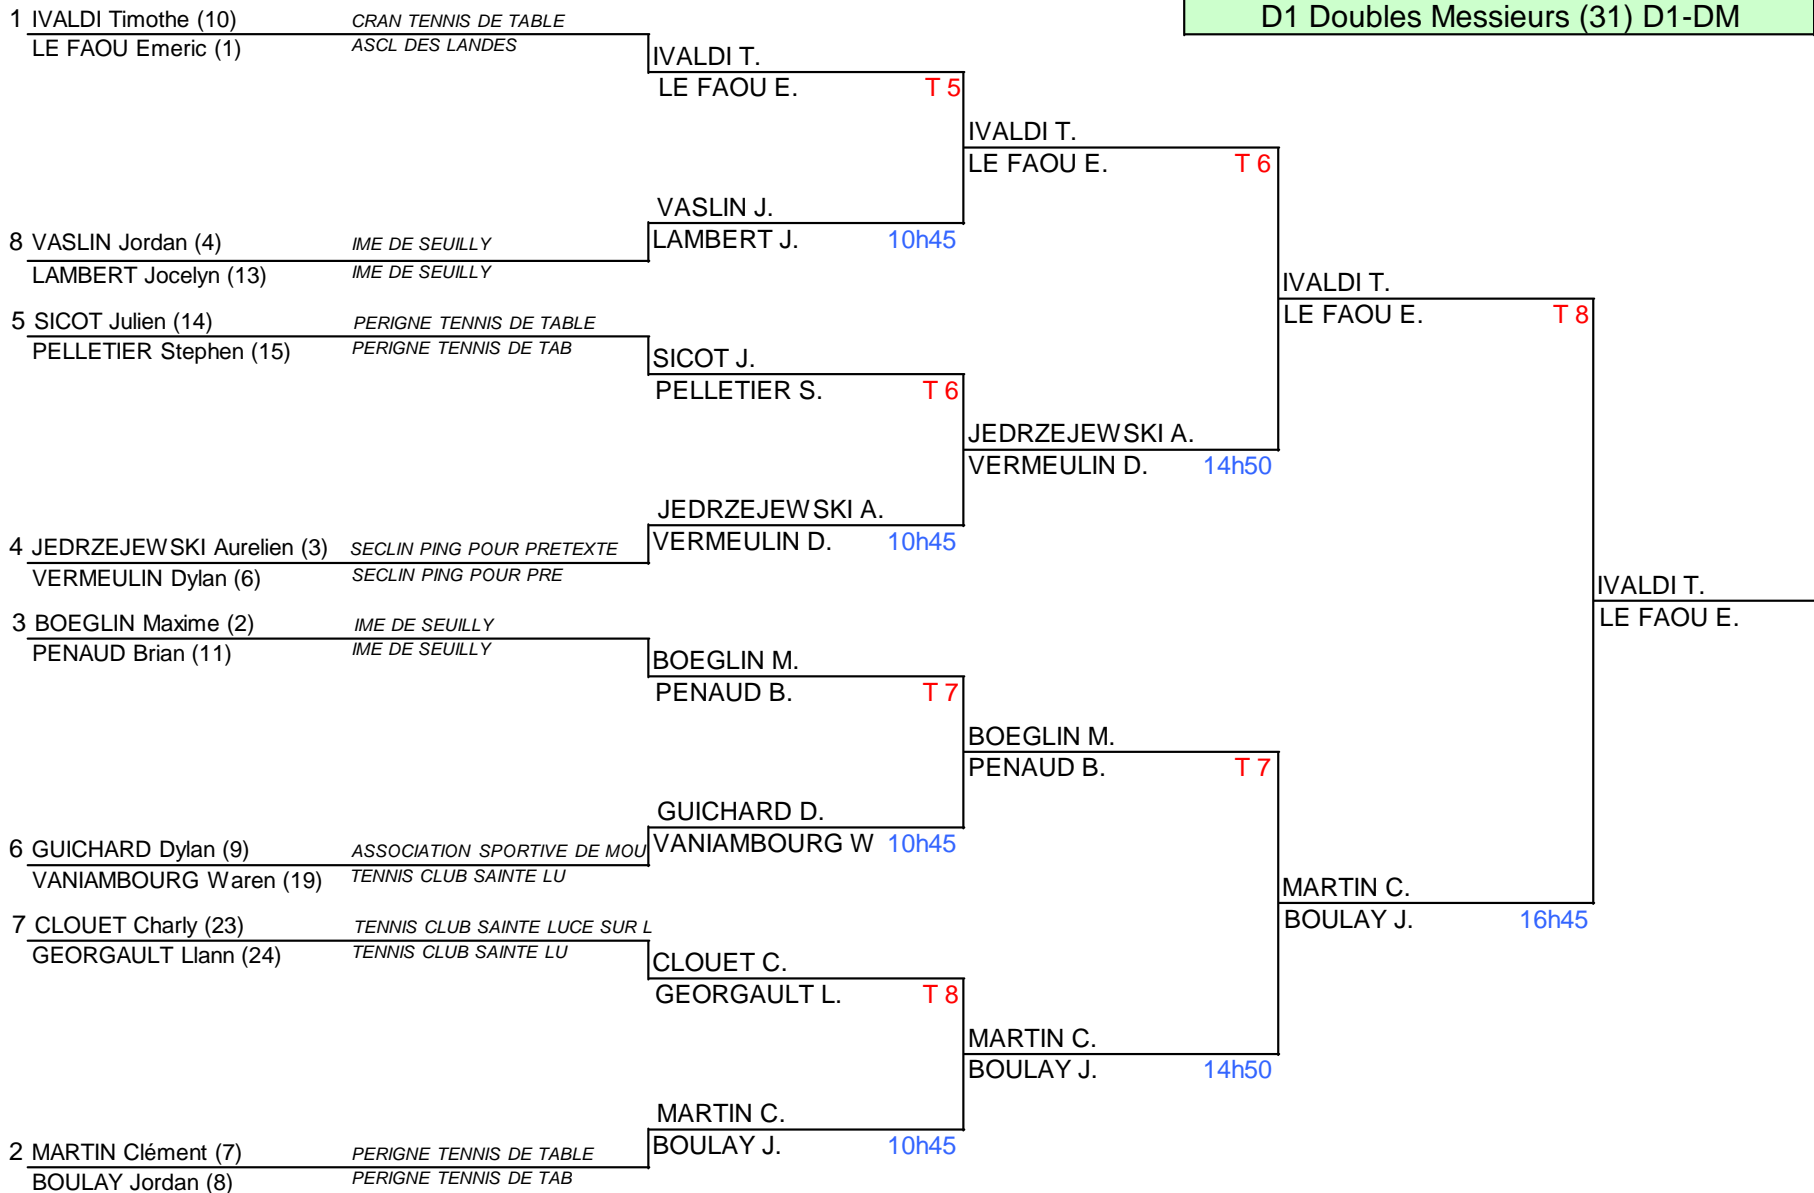 D1 Doubles Messieurs (31) D1-DM
1 IVALDI Timothe (10) CRAN TENNIS DE TABLE
LE FAOU Emeric (1) ASCL DES LANDES
IVALDI T.
LE FAOU E. T 5
IVALDI T.
LE FAOU E. T 6
VASLIN J.
LAMBERT J. 10h45
8 VASLIN Jordan (4) IME DE SEUILLY
LAMBERT Jocelyn (13) IME DE SEUILLY
IVALDI T.
LE FAOU E. T 8
5 SICOT Julien (14) PERIGNE TENNIS DE TABLE
PELLETIER Stephen (15) PERIGNE TENNIS DE TAB
SICOT J.
PELLETIER S. T 6
JEDRZEJEWSKI A.
VERMEULIN D. 14h50
JEDRZEJEWSKI A.
VERMEULIN D. 10h45
4 JEDRZEJEWSKI Aurelien (3) SECLIN PING POUR PRETEXTE
VERMEULIN Dylan (6) SECLIN PING POUR PRE
IVALDI T.
LE FAOU E.
3 BOEGLIN Maxime (2) IME DE SEUILLY
PENAUD Brian (11) IME DE SEUILLY
BOEGLIN M.
PENAUD B. T 7
BOEGLIN M.
PENAUD B. T 7
GUICHARD D.
VANIAMBOURG W 10h45
6 GUICHARD Dylan (9) ASSOCIATION SPORTIVE DE MOU
VANIAMBOURG Waren (19) TENNIS CLUB SAINTE LU
MARTIN C.
BOULAY J. 16h45
7 CLOUET Charly (23) TENNIS CLUB SAINTE LUCE SUR L
GEORGAULT Llann (24) TENNIS CLUB SAINTE LU
CLOUET C.
GEORGAULT L. T 8
MARTIN C.
BOULAY J. 14h50
MARTIN C.
BOULAY J. 10h45
2 MARTIN Clément (7) PERIGNE TENNIS DE TABLE
BOULAY Jordan (8) PERIGNE TENNIS DE TAB